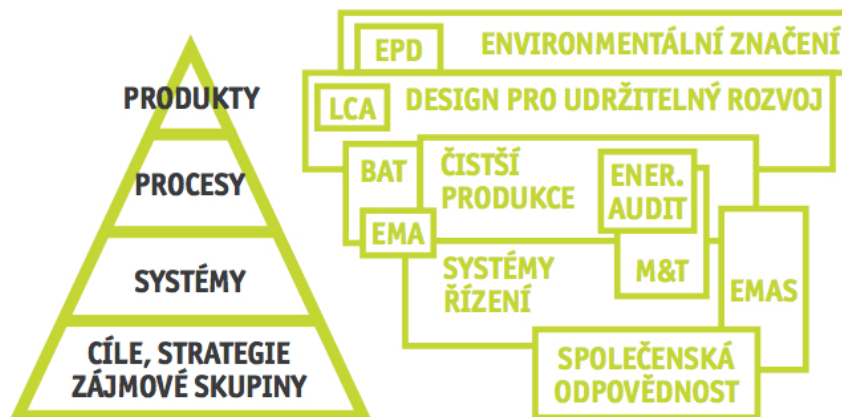 PRODUKTY
PROCESY
SYSTÉMY
CÍLE, STRATEGIE
ZÁJMOVÉ SKUPINY
EPD
ENVIRONMENTÁLNÍ ZNAČENÍ
LCA
DESIGN PRO UDRŽITELNÝ ROZVOJ
BAT
ČISTŠÍ
PRODUKCE
ENER.
AUDIT
EMA
SYSTÉMY
ŘÍZENÍ
M&T
EMAS
SPOLEČENSKÁ
ODPOVĚDNOST